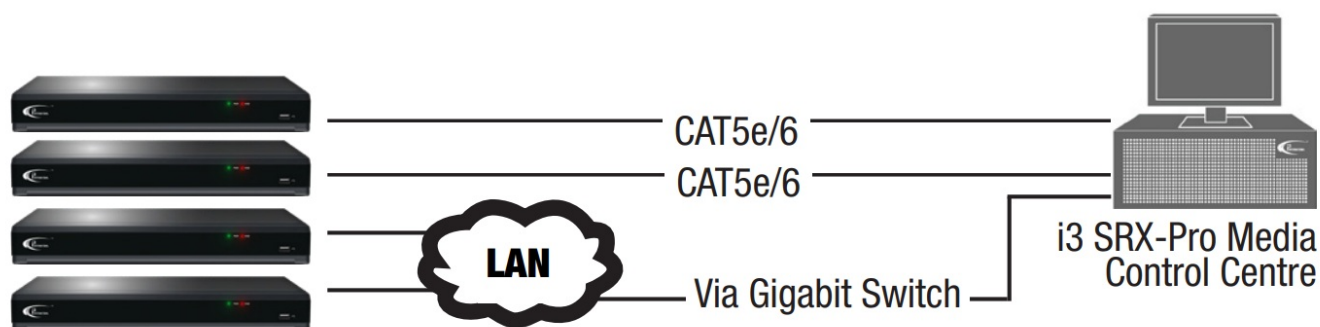 CAT5e/6
CAT5e/6
LAN
Via Gigabit Switch
i3 SRX-Pro Media
Control Centre